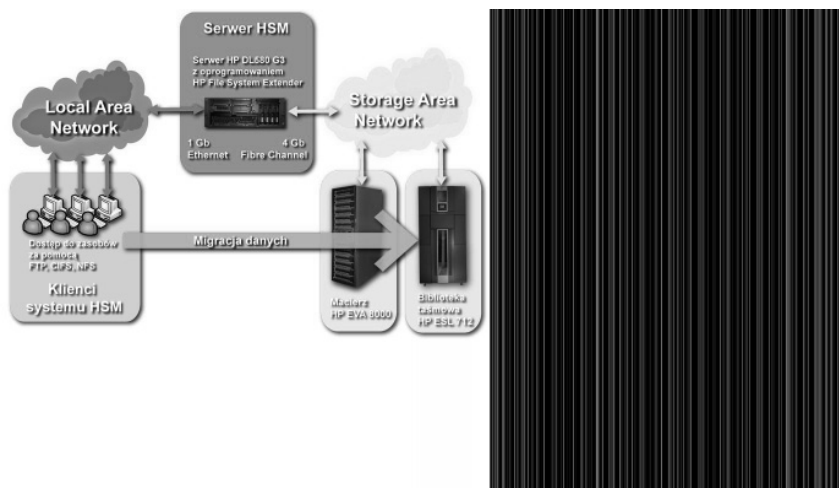 Serwer HSM
Serwer HP DL580 G3
z oprogramowaniem
HP File System Extender
Local Area
Network
Storage Area
Network
1 Gb
Ethernet
4 Gb
Fibre Channel
Migracja danych
Dostęp do zasobów
za pomocą
FTP, CIFS, NFS
Klienci
systemu HSM
Macierz
HP EVA 8000
Biblioteka
taśmowa
HP ESL 712